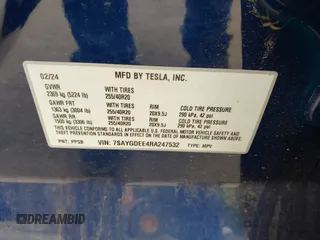 02/24 MFD BY TESLA, INC.
GVWR WITH TIRES
2369 kg (5224 lb) 255/40R20
GAWR FRT WITH TIRES RIM COLD TIRE PRESSURE
1363 kg (3004 lb) 255/40R20 20X9.5J 290 kPa, 42 psi
GAWR RR WITH TIRES RIM COLD TIRE PRESSURE
1500 kg (3306 lb) 255/40R20 20X9.5J 290 kPa, 42 psi
THIS VEHICLE CONFORMS TO ALL APPLICABLE U.S. FEDERAL MOTOR VEHICLE SAFETY
AND THEFT PREVENTION STANDARDS IN
EFFECT ON THE DATE OF MANUFACTURE SHOWN ABOVE.
PNT: PPSB VIN: 7SAYGDEE4RA247532 TYPE: MPV
DREAMBID